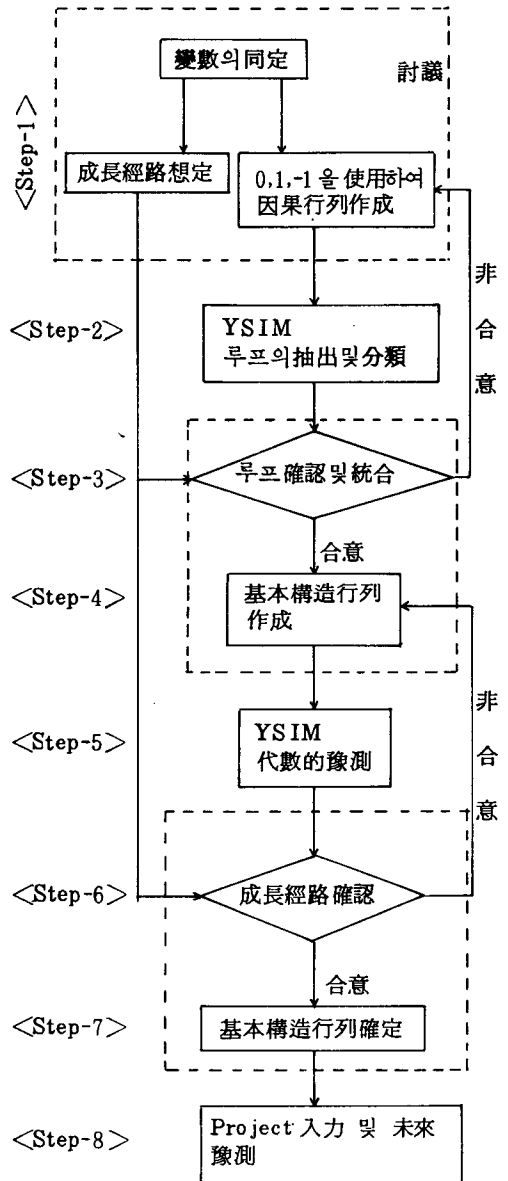 變數의同定
討議
<Step-1>
成長經路想定
0,1,-1 을使用하여
因果行列作成
非
合
意
<Step-2>
YSIM
루프의抽出및分類
<Step-3>
루프確認및統合
合意
<Step-4>
基本構造行列
作成
非
合
意
<Step-5>
YSIM
代數的豫測
<Step-6>
成長經路確認
合意
<Step-7>
基本構造行列確定
<Step-8>
Project 入力 및 未來
豫測